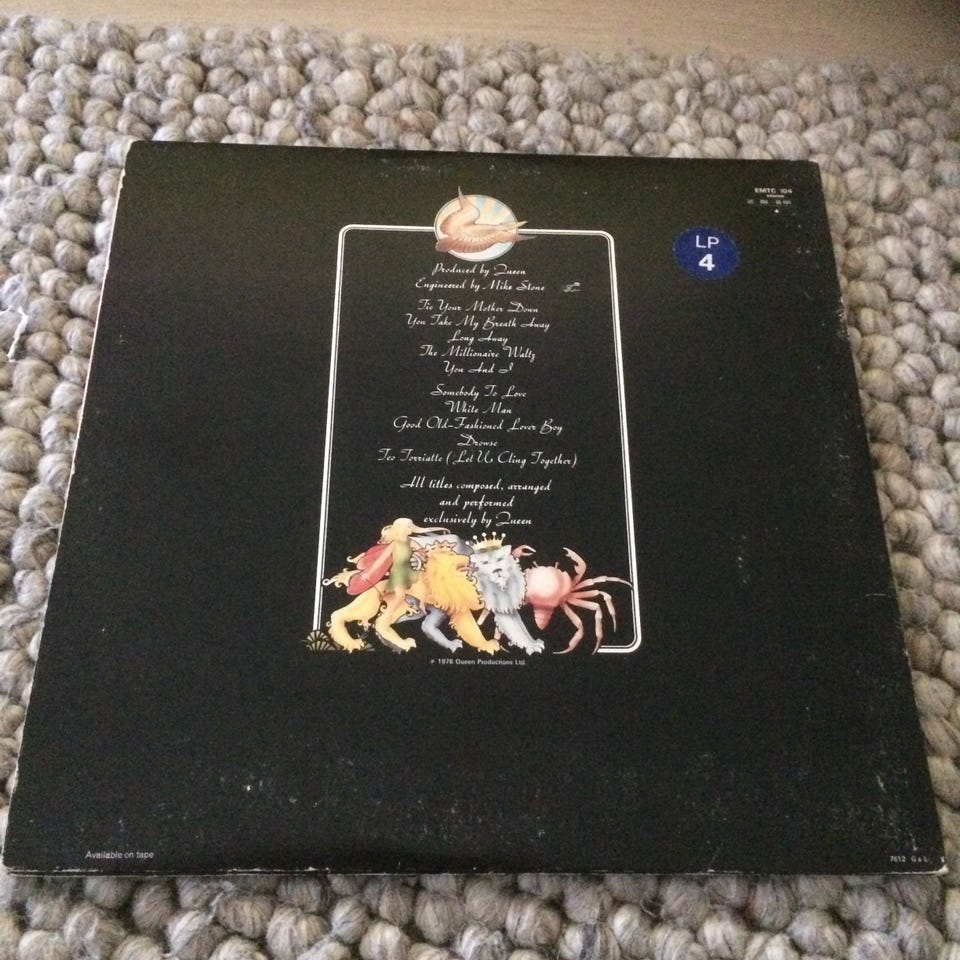 EMTC 104
stereo
LP
4
Produced by Queen
Engineered by Mike Stone
Tie Your Mother Down
You Take My Breath Away
Long Away
The Millionaire Waltz
You And I
Somebody To Love
White Man
Good Old-Fashioned Lover Boy
Drowse
Teo Torriatte (Let Us Cling Together)
All titles composed, arranged
and performed
exclusively by Queen
1976 Queen Productions Ltd.
Available on tape
7612 G & L